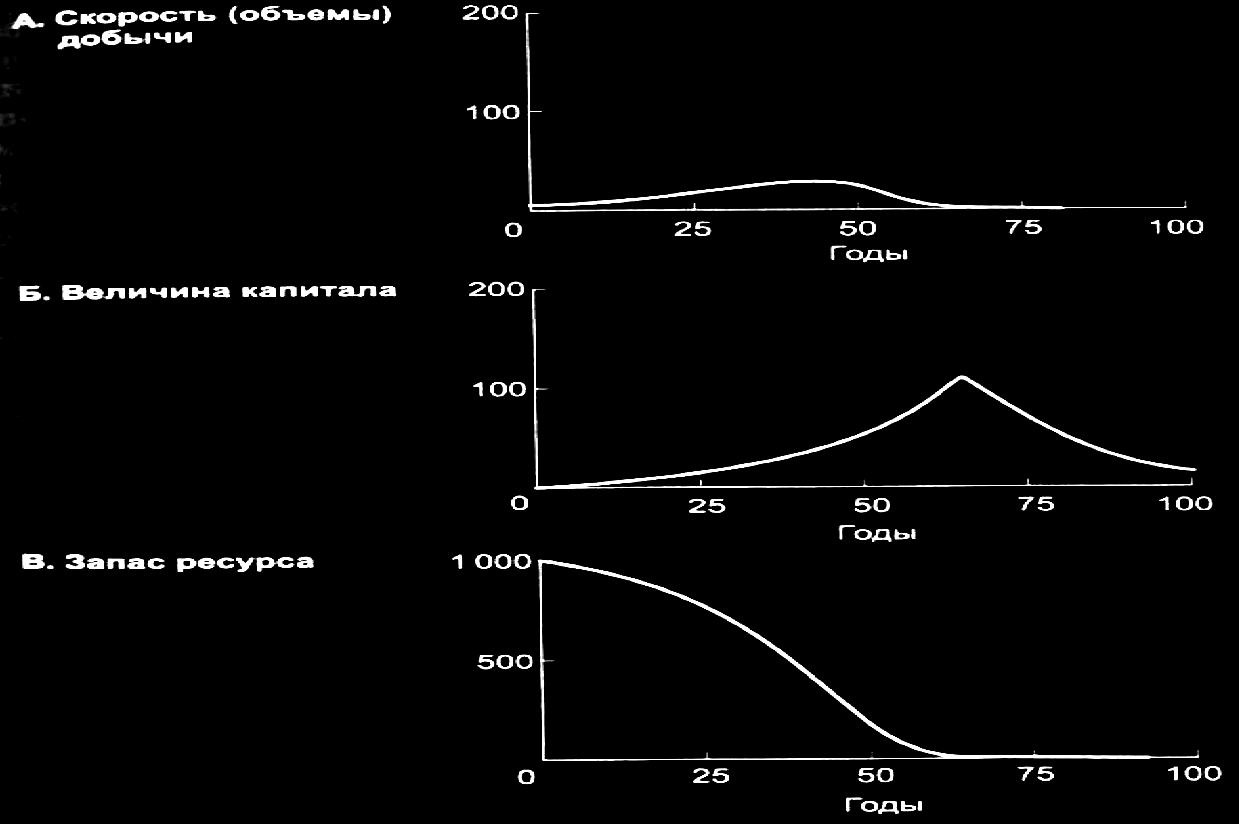 А. Скорость (объемы)
добычи
200
100
0 25 50 75 100
Годы
Б. Величина капитала
200
100
0 25 50 75 100
Годы
В. Запас ресурса
1 000
500
0 25 50 75 100
Годы